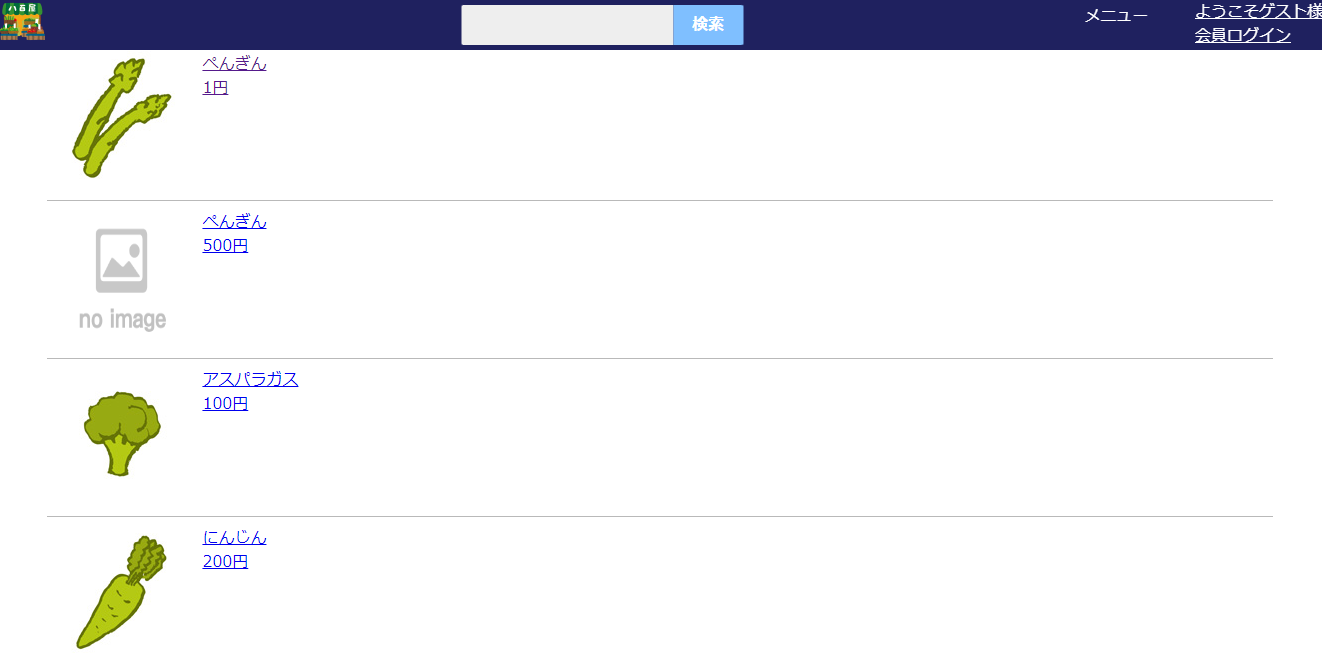 八百屋
検索
メニュー
ようこそゲスト様
会員ログイン
ぺんぎん
1円
ぺんぎん
500円
no image
アスパラガス
100円
にんじん
200円